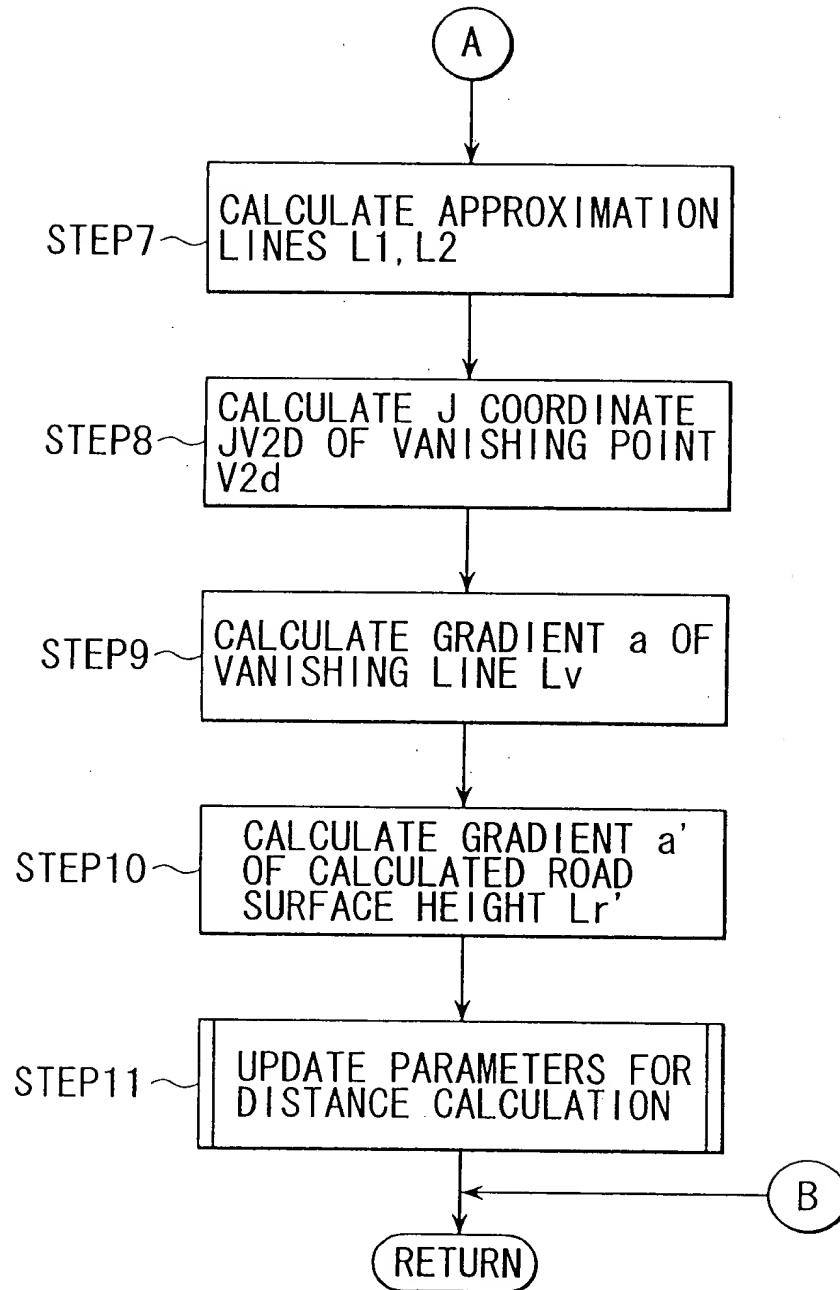 A
STEP7
CALCULATE APPROXIMATION
LINES L1, L2
STEP8
CALCULATE J COORDINATE
JV2D OF VANISHING POINT
V2d
STEP9
CALCULATE GRADIENT a OF
VANISHING LINE Lv
STEP10
CALCULATE GRADIENT a'
OF CALCULATED ROAD
SURFACE HEIGHT Lr'
STEP11
UPDATE PARAMETERS FOR
DISTANCE CALCULATION
B
RETURN